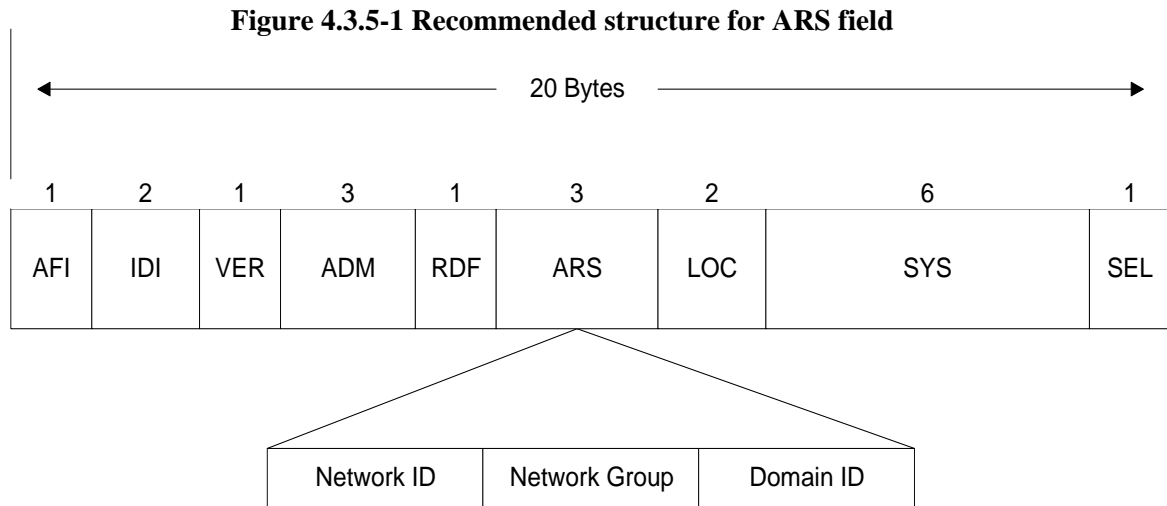 Figure 4.3.5-1 Recommended structure for ARS field
20 Bytes
1 2 1 3 1 3 2 6 1
AFI IDI VER ADM RDF ARS LOC SYS SEL
Network ID Network Group Domain ID